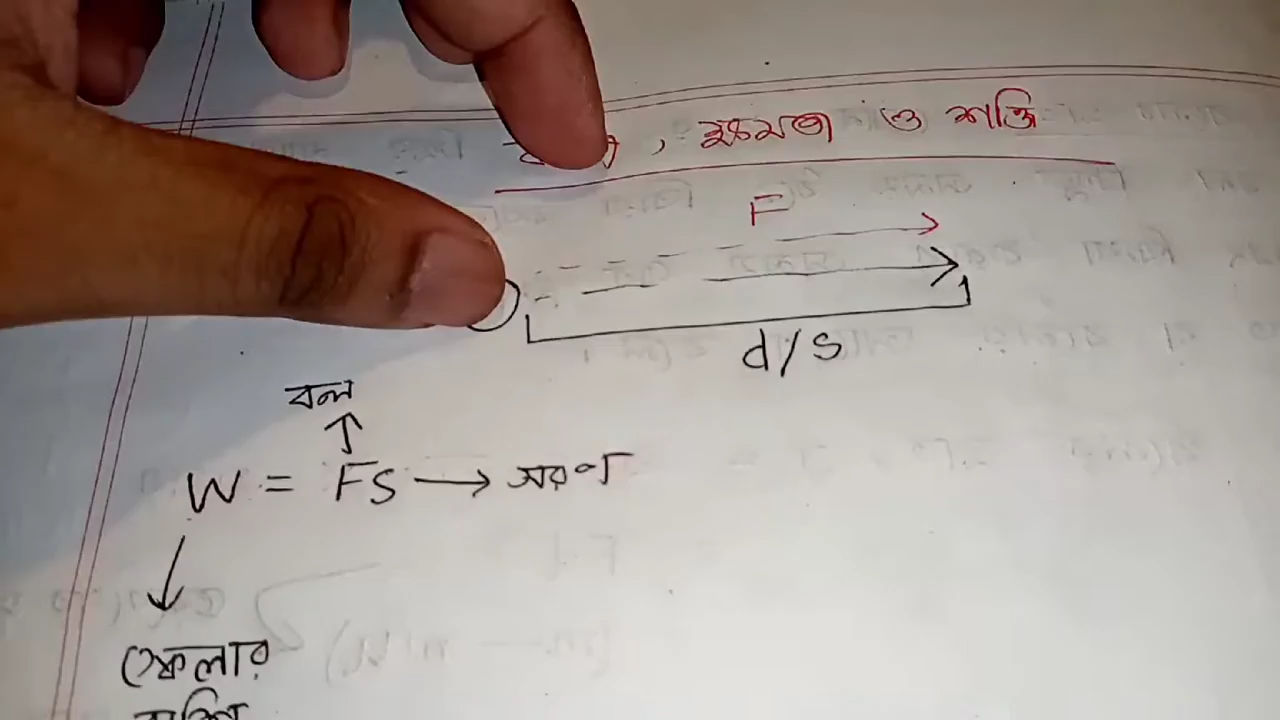 , ক্ষমতা ও শক্তি
F
d/s
বল
W = Fs → সরণ
স্কেলার
রাশি